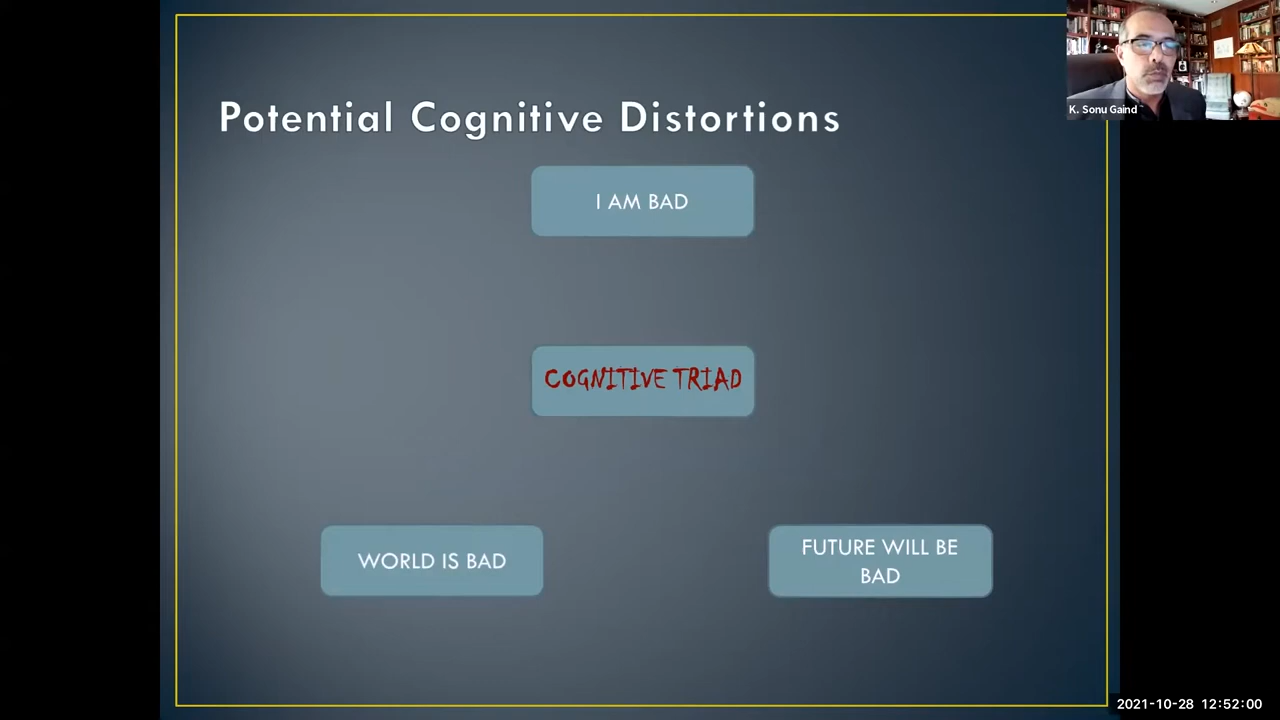 Potential Cognitive Distortions
K. Sonu Gaind
I AM BAD
COGNITIVE TRIAD
WORLD IS BAD
FUTURE WILL BE
BAD
2021-10-28 12:52:00